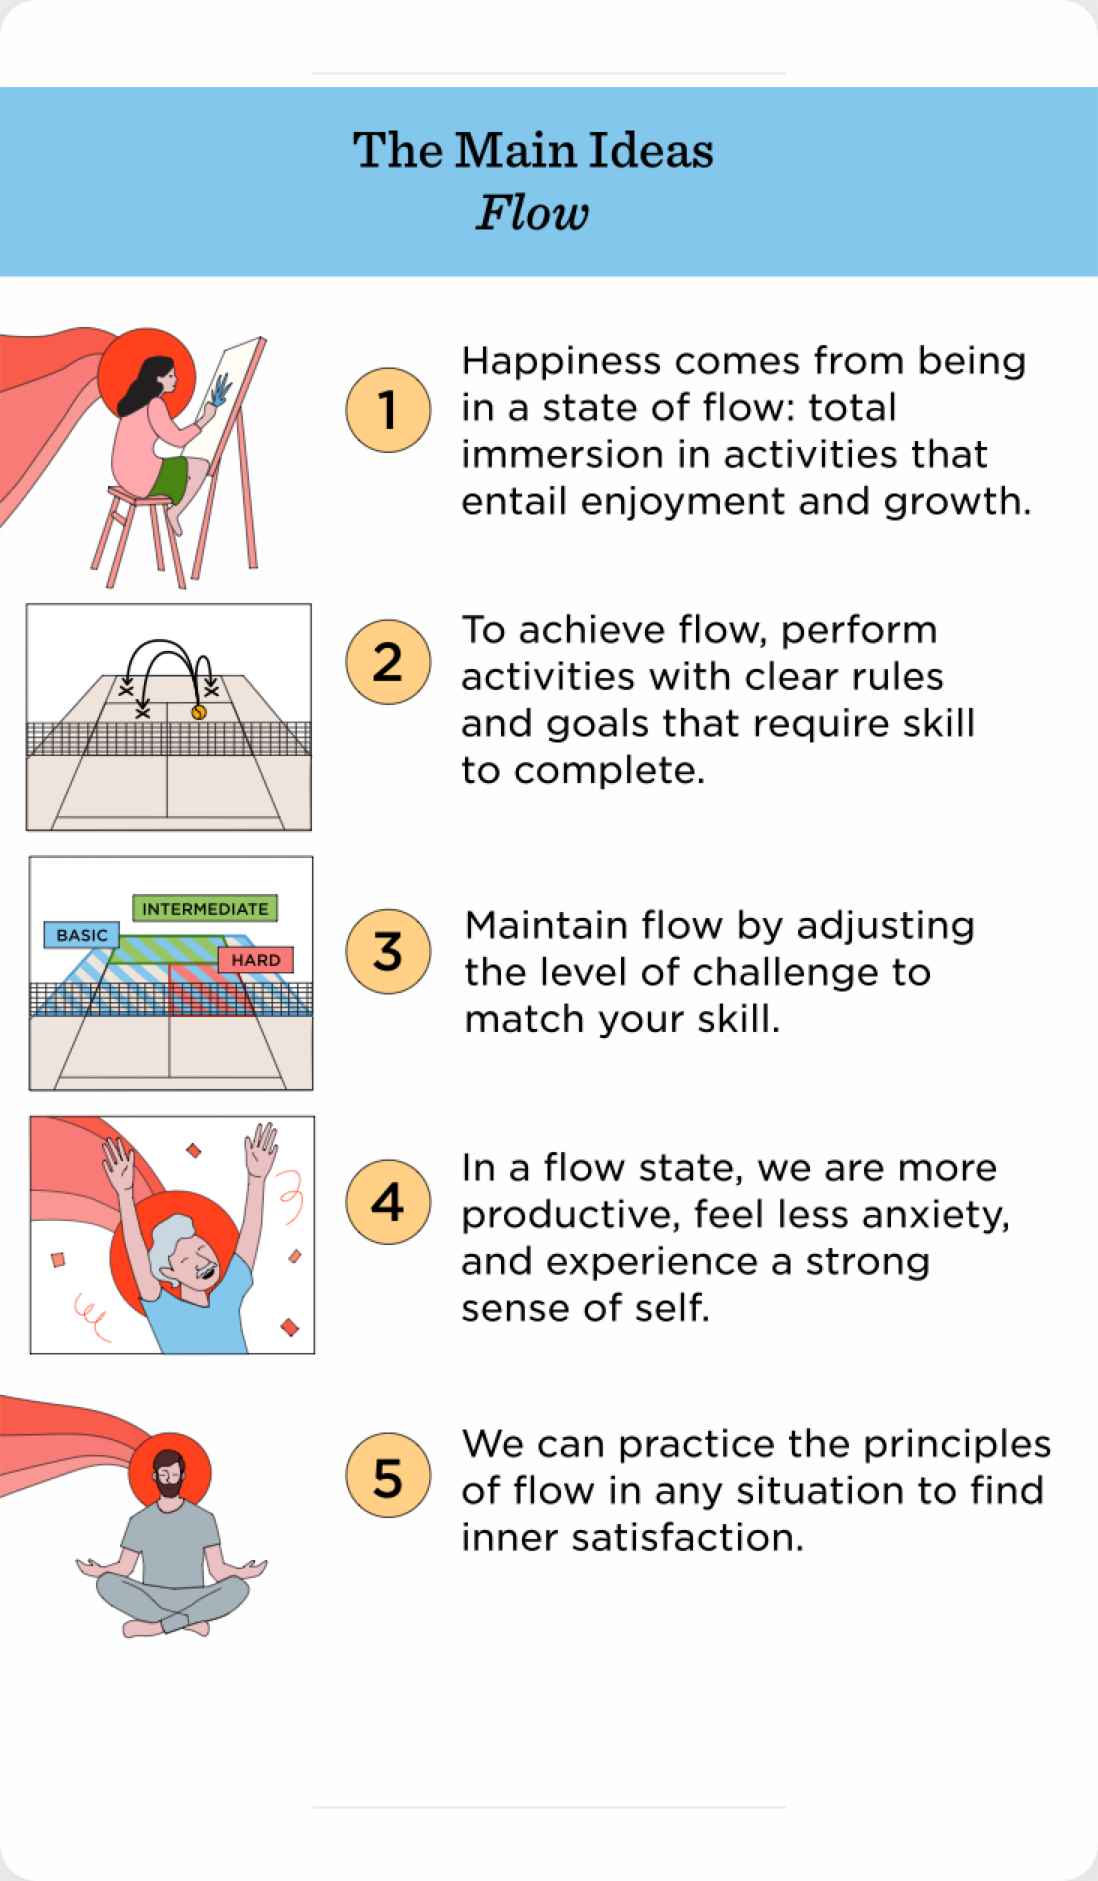 The Main Ideas
Flow
1
Happiness comes from being
in a state of flow: total
immersion in activities that
entail enjoyment and growth.
2
To achieve flow, perform
activities with clear rules
and goals that require skill
to complete.
INTERMEDIATE
BASIC
HARD
3
Maintain flow by adjusting
the level of challenge to
match your skill.
4
In a flow state, we are more
productive, feel less anxiety,
and experience a strong
sense of self.
5
We can practice the principles
of flow in any situation to find
inner satisfaction.